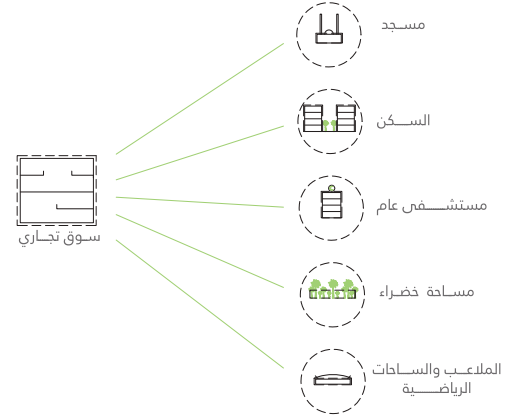 مسجد
السكن
مستشفى عام
سوق تجاري
مساحة خضراء
الملاعب والساحات
الرياضية